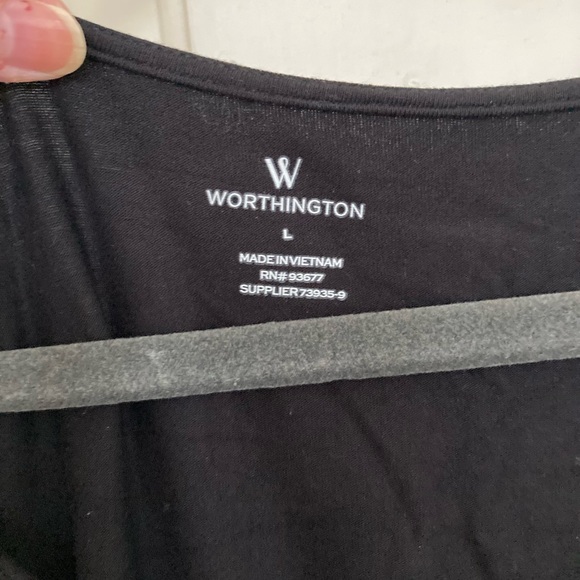 W
WORTHINGTON
L
MADE IN VIETNAM
RN# 93677
SUPPLIER 73935-9